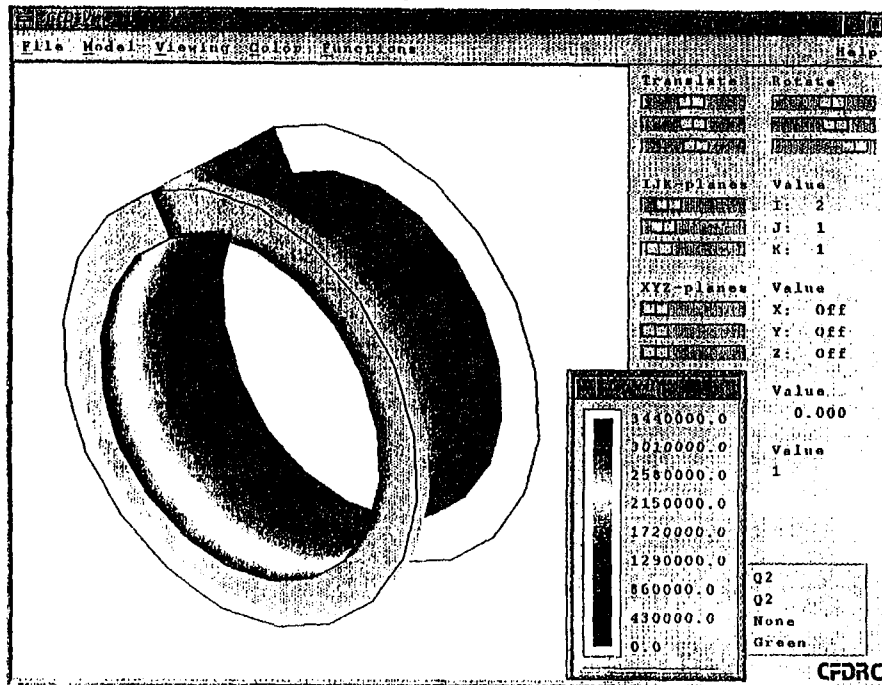 File Model Viewing Color Functions Help
Translate Rotate
IJK-planes Value
I: 2
J: 1
K: 1
XYZ-planes Value
X: Off
Y: Off
Z: Off
Value
0.000
Value
1
3440000.0
3010000.0
2580000.0
2150000.0
1720000.0
1290000.0
860000.0
430000.0
0.0
Q2
Q2
None
Green
CFDRC